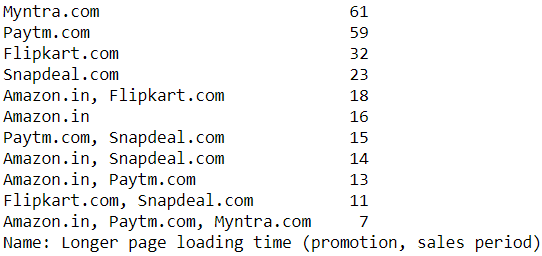 Myntra.com 61
Paytm.com 59
Flipkart.com 32
Snapdeal.com 23
Amazon.in, Flipkart.com 18
Amazon.in 16
Paytm.com, Snapdeal.com 15
Amazon.in, Snapdeal.com 14
Amazon.in, Paytm.com 13
Flipkart.com, Snapdeal.com 11
Amazon.in, Paytm.com, Myntra.com 7
Name: Longer page loading time (promotion, sales period)